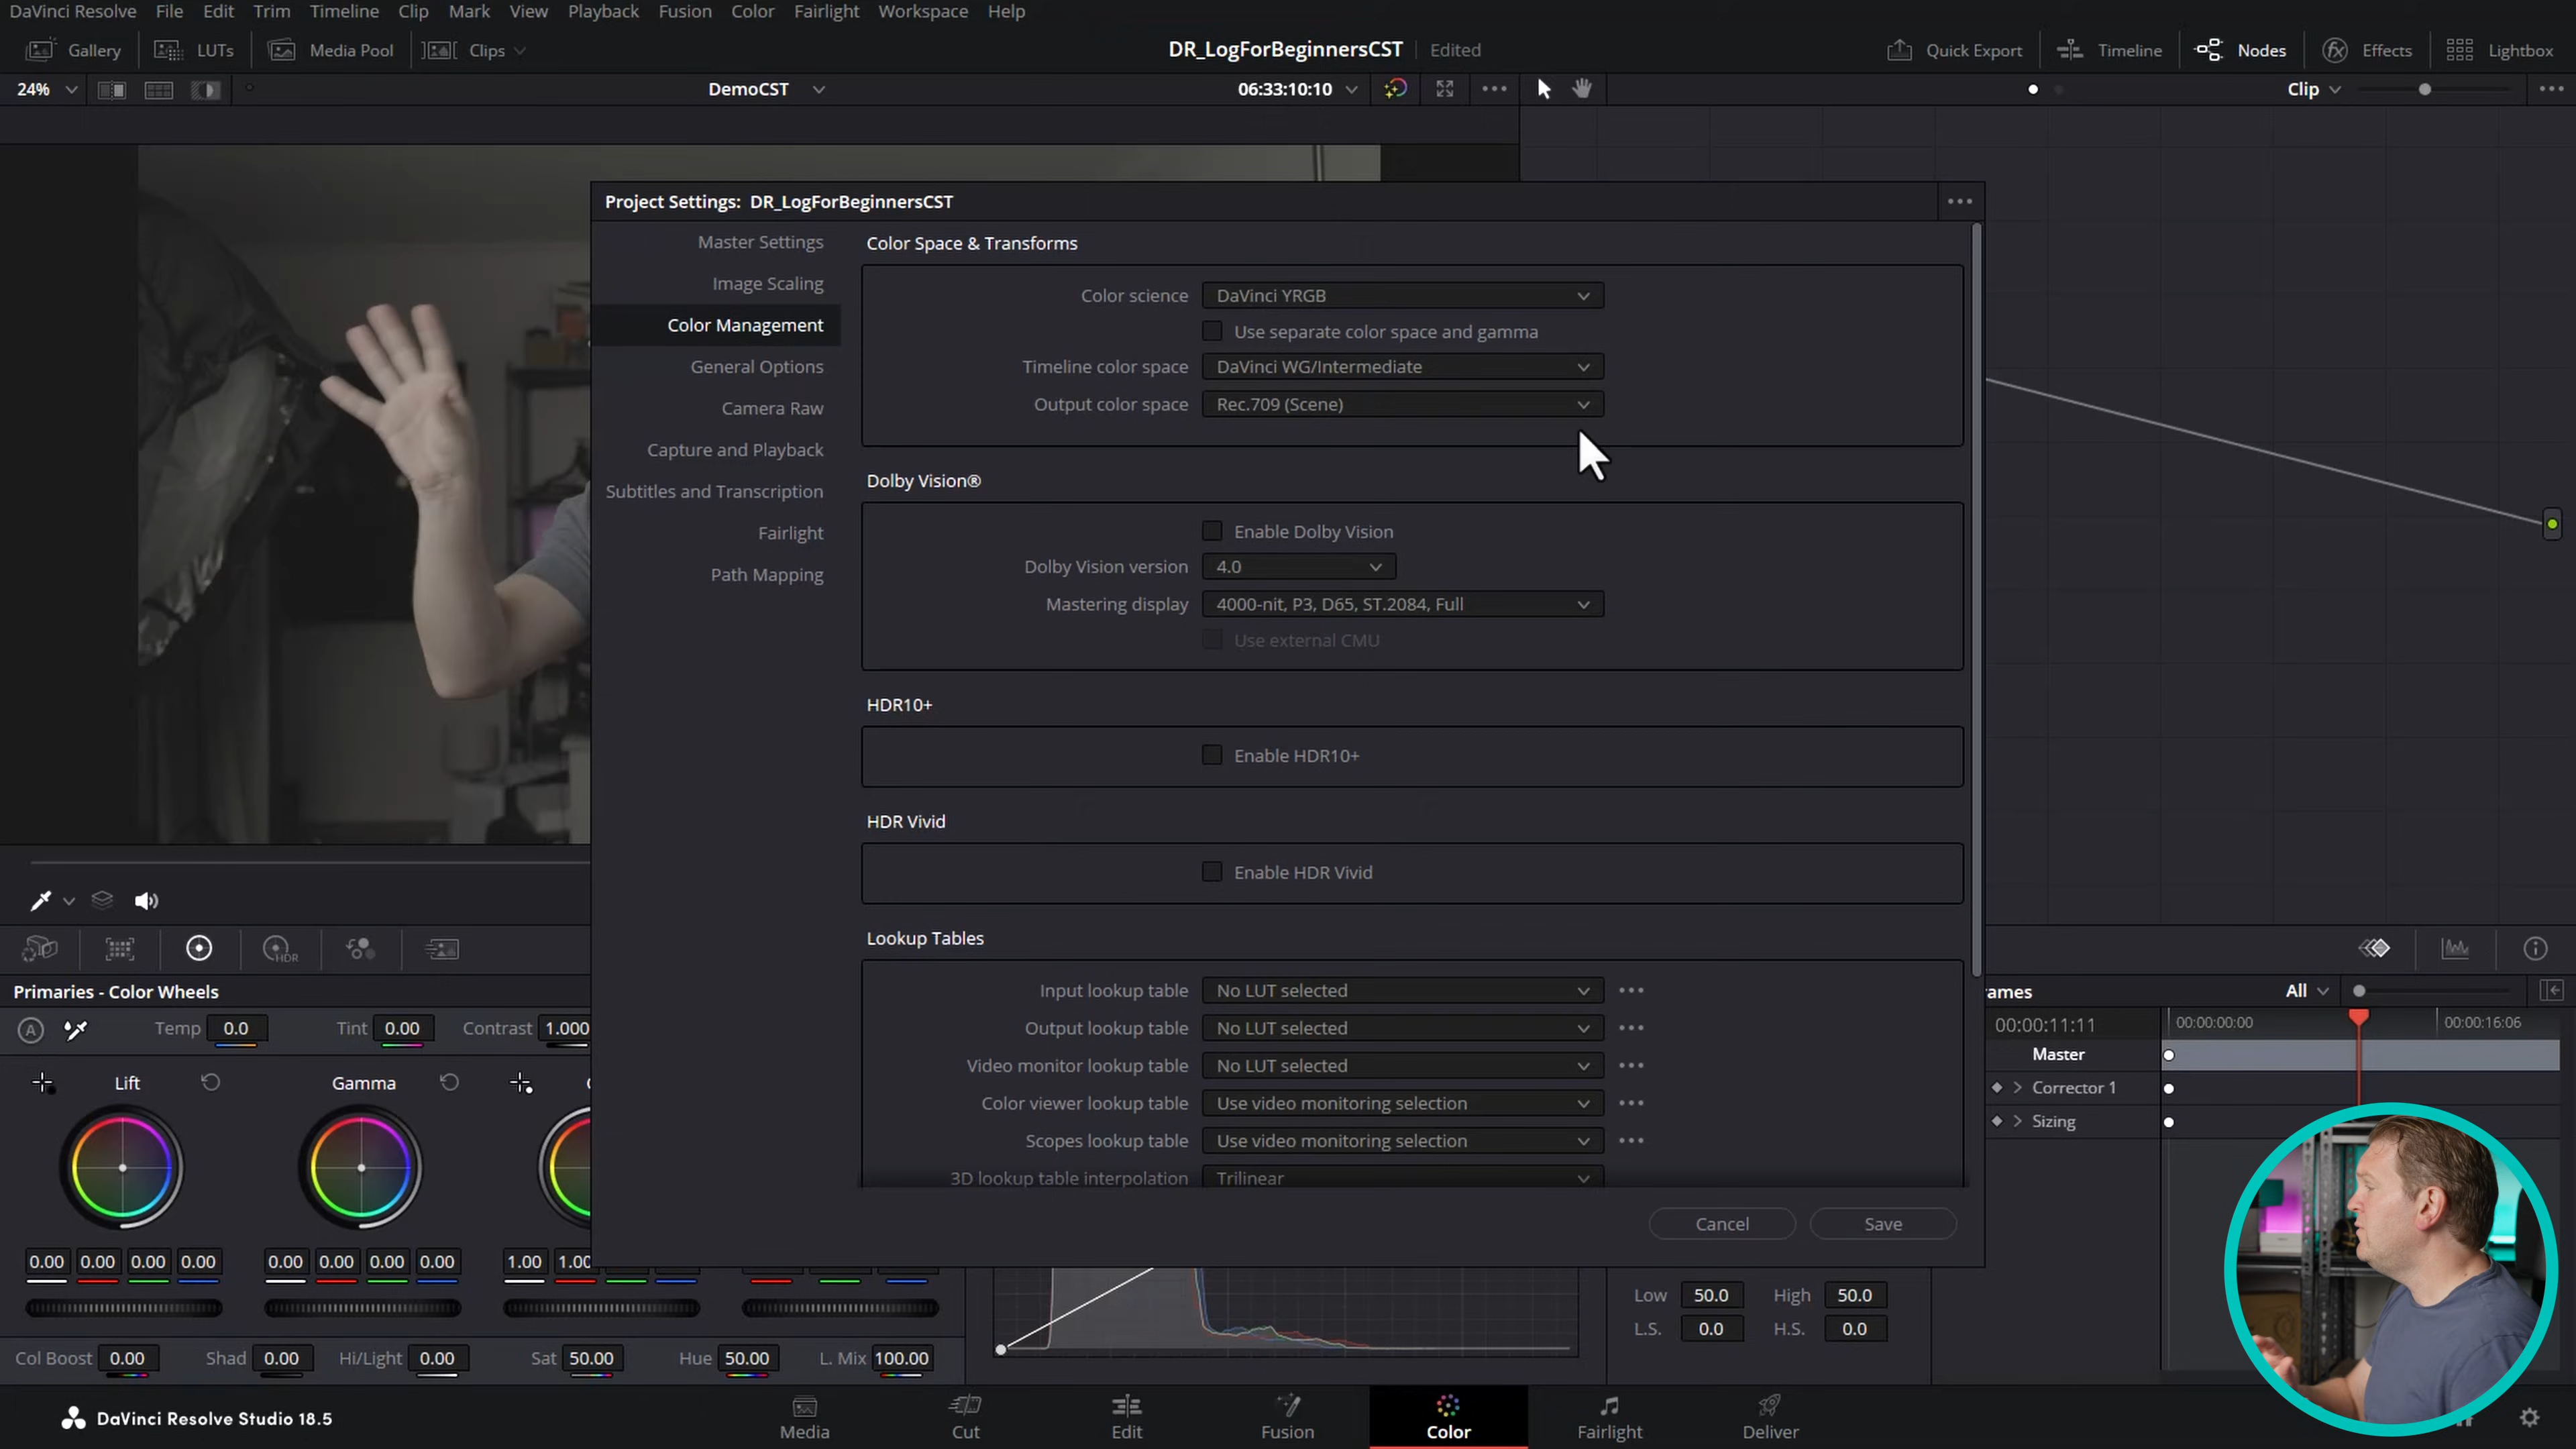 DaVinci Resolve File Edit Trim Timeline Clip Mark View Playback Fusion Color Fairlight Workspace Help
Gallery LUTs Media Pool Clips DR_LogForBeginnersCST Edited Quick Export Timeline Nodes Effects Lightbox
24% DemoCST 06:33:10:10 Clip
Project Settings: DR_LogForBeginnersCST
Master Settings
Image Scaling
Color Management
General Options
Camera Raw
Capture and Playback
Subtitles and Transcription
Fairlight
Path Mapping
Color Space & Transforms
Color science DaVinci YRGB
Use separate color space and gamma
Timeline color space DaVinci WG/Intermediate
Output color space Rec.709 (Scene)
Dolby Vision®
Enable Dolby Vision
Dolby Vision version 4.0
Mastering display 4000-nit, P3, D65, ST.2084, Full
Use external CMU
HDR10+
Enable HDR10+
HDR Vivid
Enable HDR Vivid
Lookup Tables
Input lookup table No LUT selected
Output lookup table No LUT selected
Video monitor lookup table No LUT selected
Color viewer lookup table Use video monitoring selection
Scopes lookup table Use video monitoring selection
3D lookup table interpolation Trilinear
Cancel Save
HDR
Primaries - Color Wheels
A Temp 0.0 Tint 0.00 Contrast 1.000
Lift Gamma
0.00 0.00 0.00 0.00 0.00 0.00 0.00 0.00 1.00
Col Boost 0.00 Shad 0.00 Hi/Light 0.00 Sat 50.00 Hue 50.00 L. Mix 100.00
Low 50.0 High 50.0
L.S. 0.0 H.S. 0.0
All
00:00:11:11 00:00:00:00 00:00:16:06
Master
Corrector 1
Sizing
DaVinci Resolve Studio 18.5 Media Cut Edit Fusion Color Fairlight Deliver